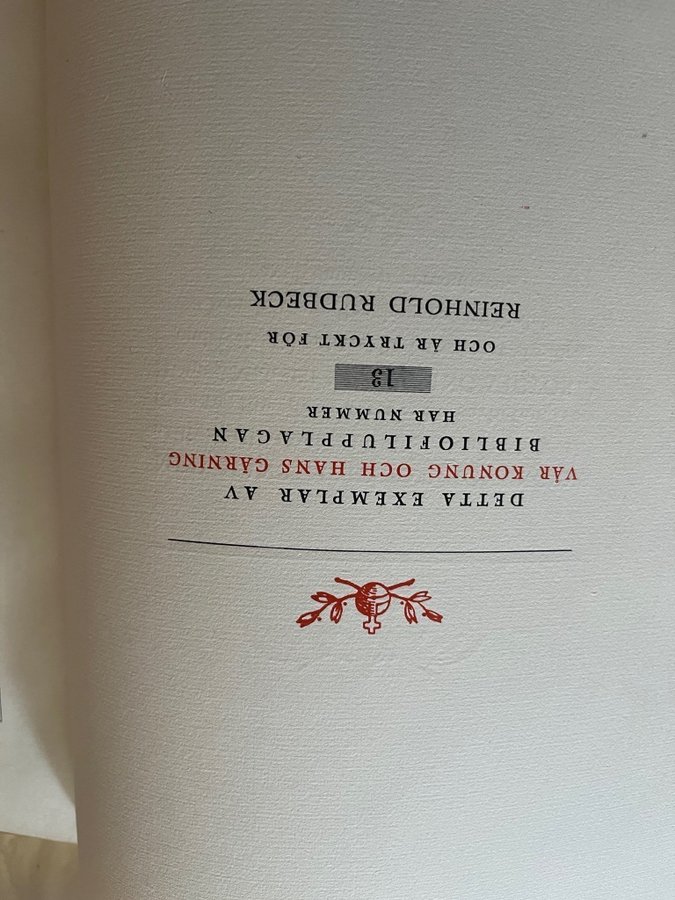 DETTA EXEMPLAR AV
VÅR KONUNG OCH HANS GÄRNING
BIBLIOFILUPPLAGAN
HAR NUMMER
13
OCH ÄR TRYCKT FÖR
REINHOLD RUDBECK